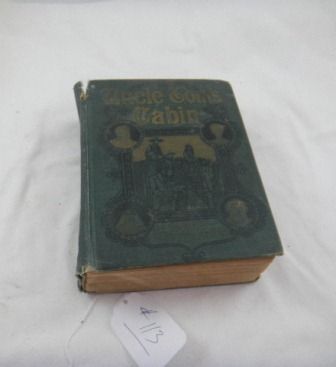 Uncle Tom's
Cabin
# 113